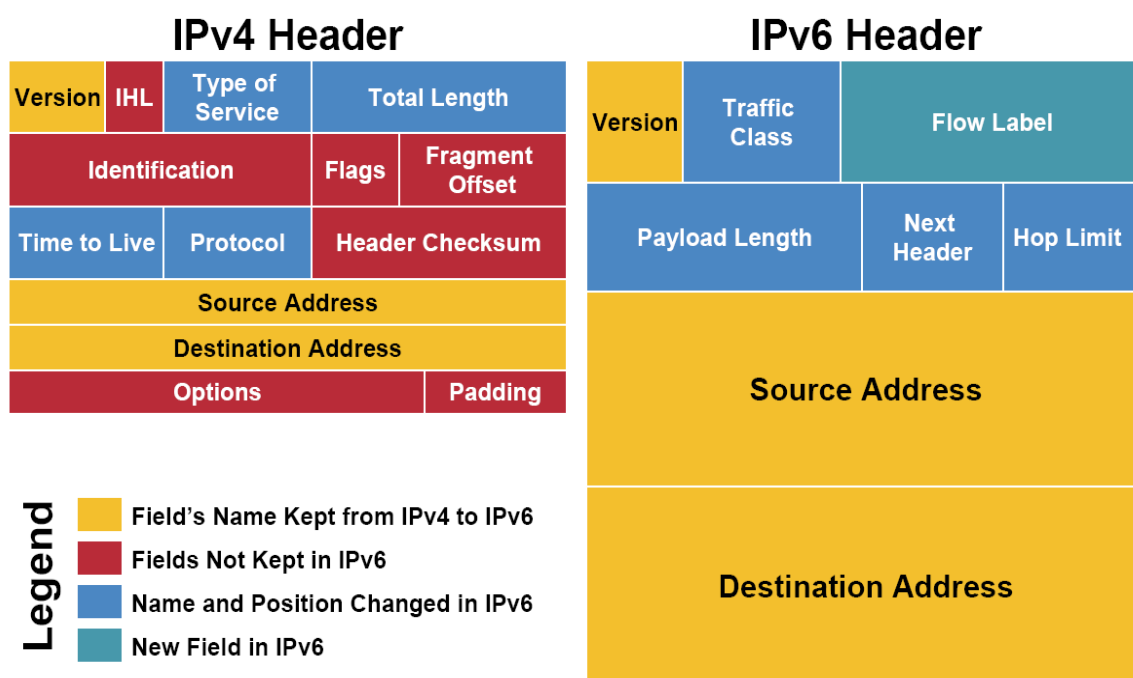 IPv4 Header
Version IHL Type of Service Total Length
Identification Flags Fragment Offset
Time to Live Protocol Header Checksum
Source Address
Destination Address
Options Padding
IPv6 Header
Version Traffic Class Flow Label
Payload Length Next Header Hop Limit
Source Address
Destination Address
Legend
Field’s Name Kept from IPv4 to IPv6
Fields Not Kept in IPv6
Name and Position Changed in IPv6
New Field in IPv6